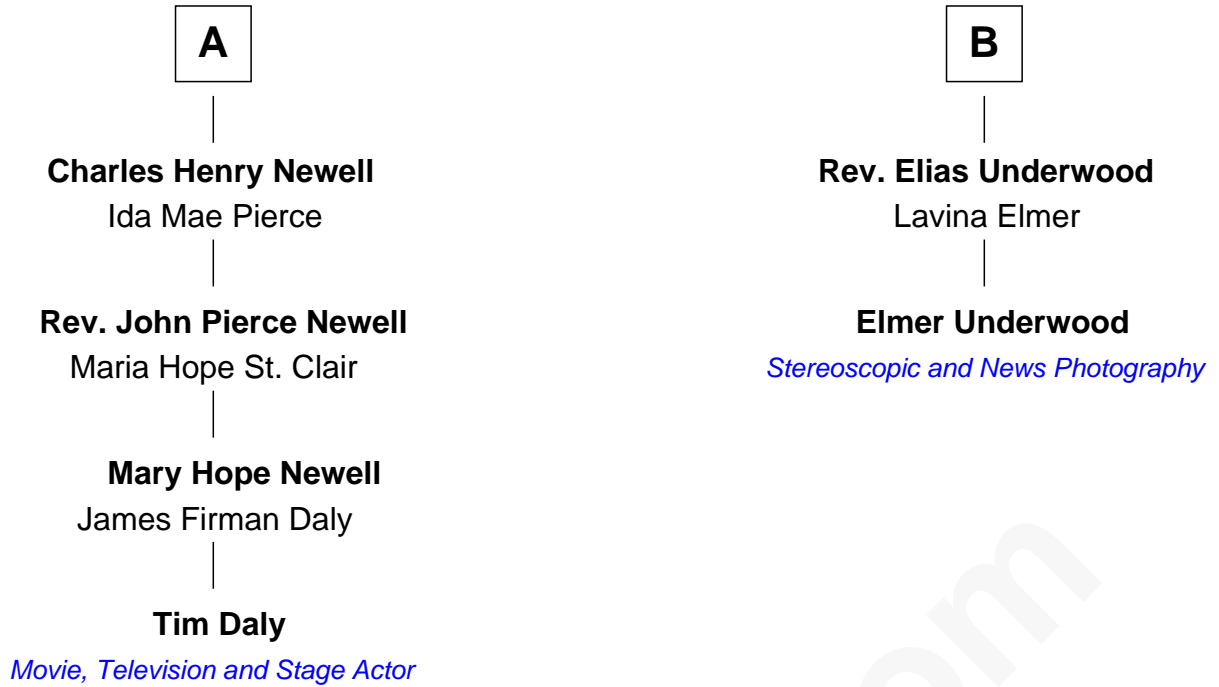 A
Charles Henry Newell
Ida Mae Pierce
Rev. John Pierce Newell
Maria Hope St. Clair
Mary Hope Newell
James Firman Daly
Tim Daly
Movie, Television and Stage Actor
B
Rev. Elias Underwood
Lavina Elmer
Elmer Underwood
Stereoscopic and News Photography
om